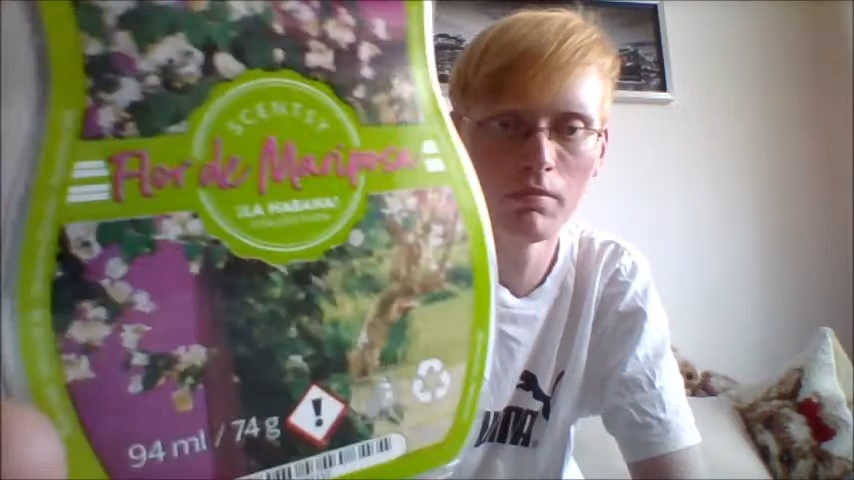 SCENTSY
Flor de Mariposa
¡LA HABANA!
94 ml / 74 g
PUMA